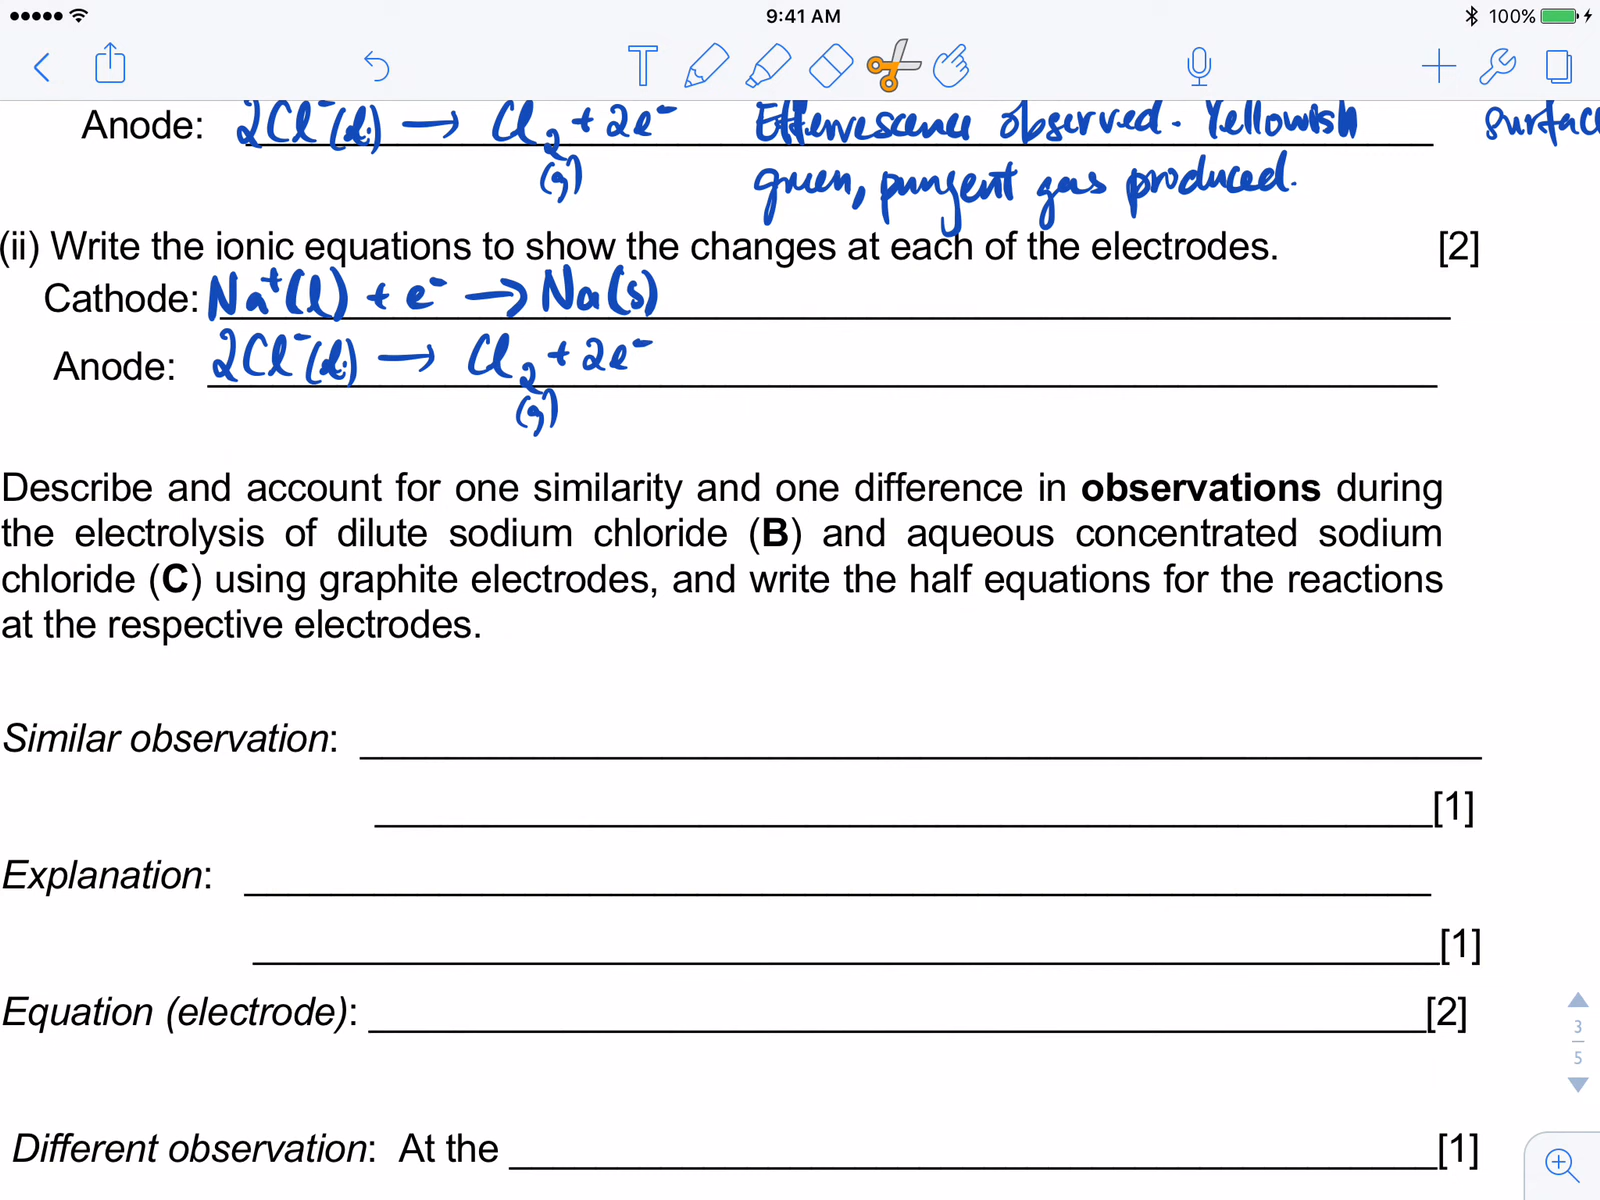 9:41 AM
100%
T
Anode: 2Cl⁻(l) → Cl₂(g) + 2e⁻ Effervescence observed. Yellowish surfac
green, pungent gas produced.
(ii) Write the ionic equations to show the changes at each of the electrodes. [2]
Cathode: Na⁺(l) + e⁻ → Na(s)
Anode: 2Cl⁻(l) → Cl₂(g) + 2e⁻
Describe and account for one similarity and one difference in observations during
the electrolysis of dilute sodium chloride (B) and aqueous concentrated sodium
chloride (C) using graphite electrodes, and write the half equations for the reactions
at the respective electrodes.
Similar observation:
[1]
Explanation:
[1]
Equation (electrode): [2]
3
5
Different observation: At the [1]